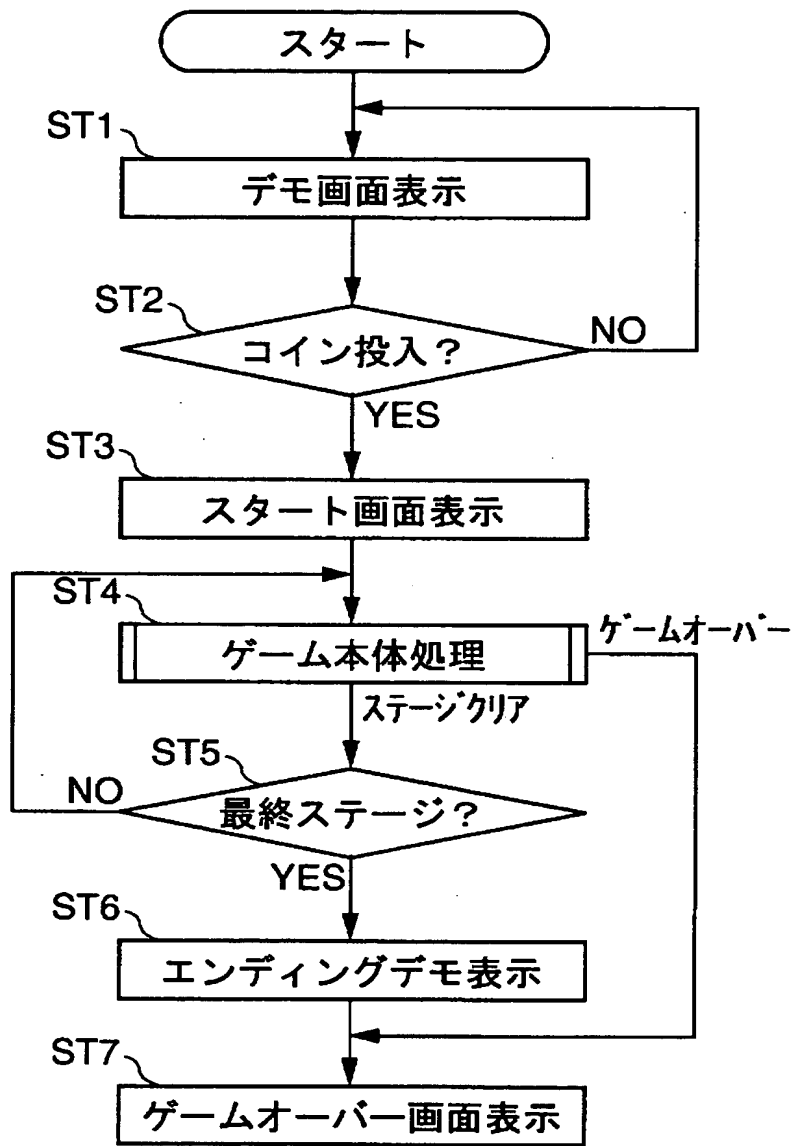 スタート
ST1
デモ画面表示
ST2
コイン投入?
NO
YES
ST3
スタート画面表示
ST4
ゲーム本体処理
ゲームオーバー
ステージクリア
ST5
NO
最終ステージ?
YES
ST6
エンディングデモ表示
ST7
ゲームオーバー画面表示